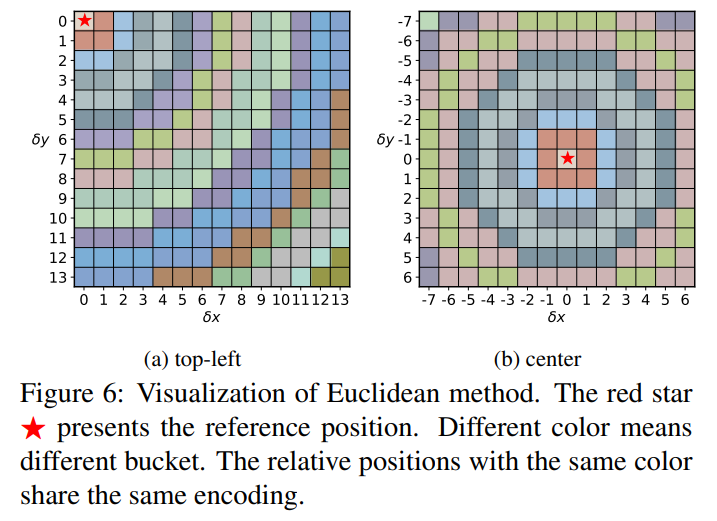 0
1
2
3
4
5
6
7
8
9
10
11
12
13
δy
0 1 2 3 4 5 6 7 8 9 10 11 12 13
δx
-7
-6
-5
-4
-3
-2
-1
0
1
2
3
4
5
6
δy
-7 -6 -5 -4 -3 -2 -1 0 1 2 3 4 5 6
δx
(a) top-left
(b) center
Figure 6: Visualization of Euclidean method. The red star
★ presents the reference position. Different color means
different bucket. The relative positions with the same color
share the same encoding.